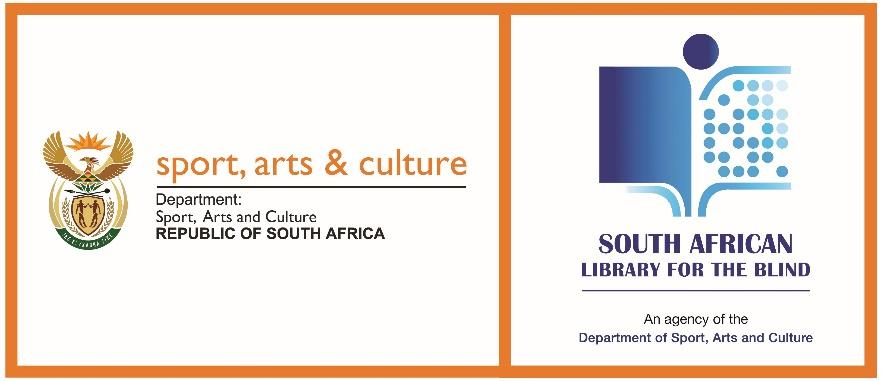 sport, arts & culture
Department:
Sport, Arts and Culture
REPUBLIC OF SOUTH AFRICA
SOUTH AFRICAN
LIBRARY FOR THE BLIND
An agency of the
Department of Sport, Arts and Culture